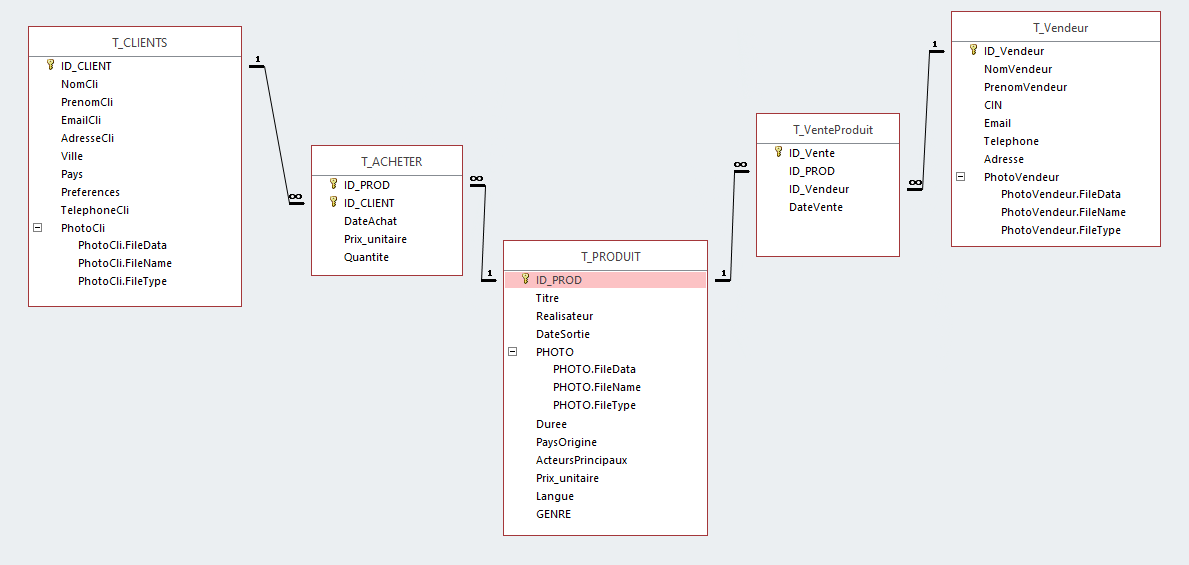 T_CLIENTS
ID_CLIENT
NomCli
PrenomCli
EmailCli
AdresseCli
Ville
Pays
Preferences
TelephoneCli
PhotoCli
PhotoCli.FileData
PhotoCli.FileName
PhotoCli.FileType
1
∞
T_ACHETER
ID_PROD
ID_CLIENT
DateAchat
Prix_unitaire
Quantite
∞
1
T_PRODUIT
ID_PROD
Titre
Realisateur
DateSortie
PHOTO
PHOTO.FileData
PHOTO.FileName
PHOTO.FileType
Duree
PaysOrigine
ActeursPrincipaux
Prix_unitaire
Langue
GENRE
1
∞
T_VenteProduit
ID_Vente
ID_PROD
ID_Vendeur
DateVente
∞
1
T_Vendeur
ID_Vendeur
NomVendeur
PrenomVendeur
CIN
Email
Telephone
Adresse
PhotoVendeur
PhotoVendeur.FileData
PhotoVendeur.FileName
PhotoVendeur.FileType